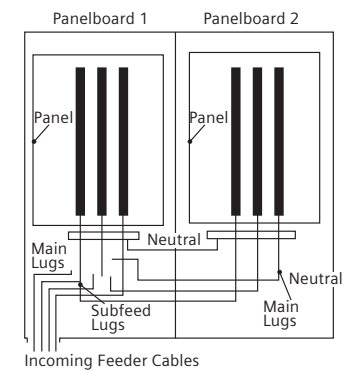 Panelboard 1
Panelboard 2
Panel
Panel
Main
Lugs
Neutral
Neutral
Subfeed
Lugs
Main
Lugs
Incoming Feeder Cables